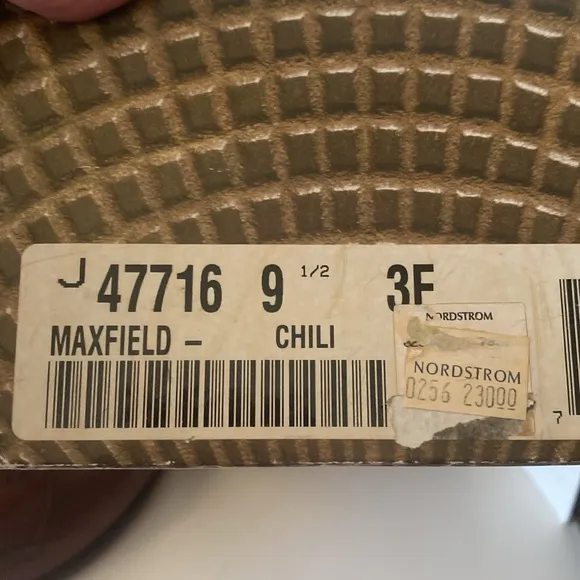 J 47716 9 1/2 3E
MAXFIELD - CHILI
NORDSTROM
NORDSTROM
0256 23000
7